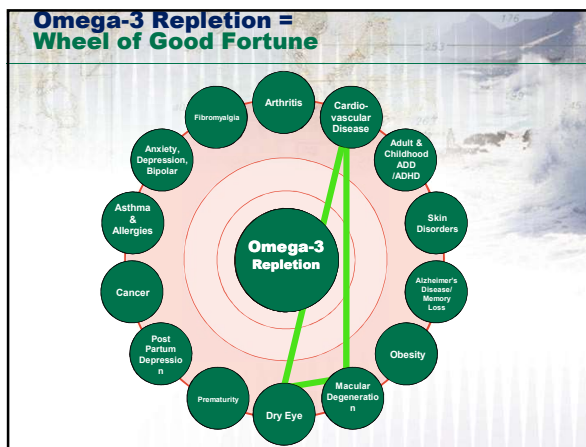 Omega-3 Repletion =
Wheel of Good Fortune
176
253
Arthritis
Cardio-
vascular
Disease
Adult &
Childhood
ADD
/ADHD
Skin
Disorders
Alzheimer's
Disease/
Memory
Loss
Obesity
Macular
Degeneratio
n
Dry Eye
Prematurity
Post
Partum
Depressio
n
Cancer
Asthma
&
Allergies
Anxiety,
Depression,
Bipolar
Fibromyalgia
Omega-3
Repletion